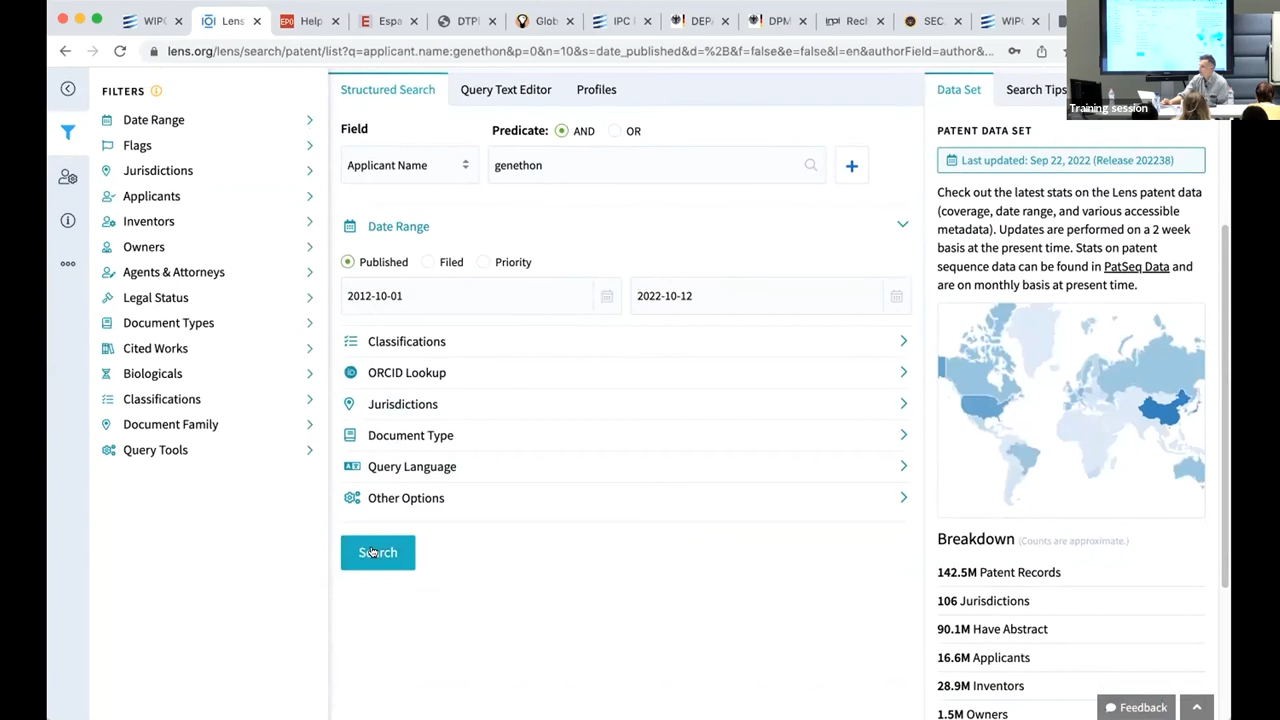 WIPO
Lens
EPO
Help
Espa
DTP
Glob
IPC
DEP
DPM
Recl
SEC
WIPO
lens.org/lens/search/patent/list?q=applicant.name:genethon&p=0&n=10&s=date_published&d=%2B&f=false&e=false&l=en&authorField=author&...
Training session
FILTERS
Date Range
Flags
Jurisdictions
Applicants
Inventors
Owners
Agents & Attorneys
Legal Status
Document Types
Cited Works
Biologicals
Classifications
Document Family
Query Tools
Structured Search
Query Text Editor
Profiles
Field
Predicate: AND OR
Applicant Name
genethon
Date Range
Published Filed Priority
2012-10-01
2022-10-12
Classifications
ORCID Lookup
Jurisdictions
Document Type
Query Language
Other Options
Search
Data Set
Search Tips
PATENT DATA SET
Last updated: Sep 22, 2022 (Release 202238)
Check out the latest stats on the Lens patent data
(coverage, date range, and various accessible
metadata). Updates are performed on a 2 week
basis at the present time. Stats on patent
sequence data can be found in PatSeq Data and
are on monthly basis at present time.
Breakdown (Counts are approximate.)
142.5M Patent Records
106 Jurisdictions
90.1M Have Abstract
16.6M Applicants
28.9M Inventors
1.5M Owners
Feedback